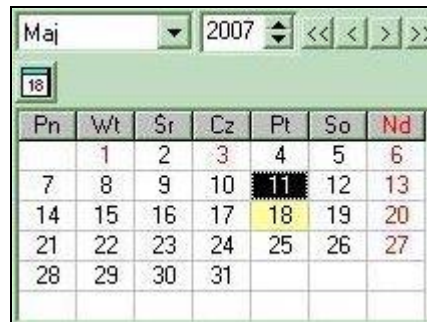 Maj 2007 << < > >>
18
Pn Wt Śr Cz Pt So Nd
1 2 3 4 5 6
7 8 9 10 11 12 13
14 15 16 17 18 19 20
21 22 23 24 25 26 27
28 29 30 31